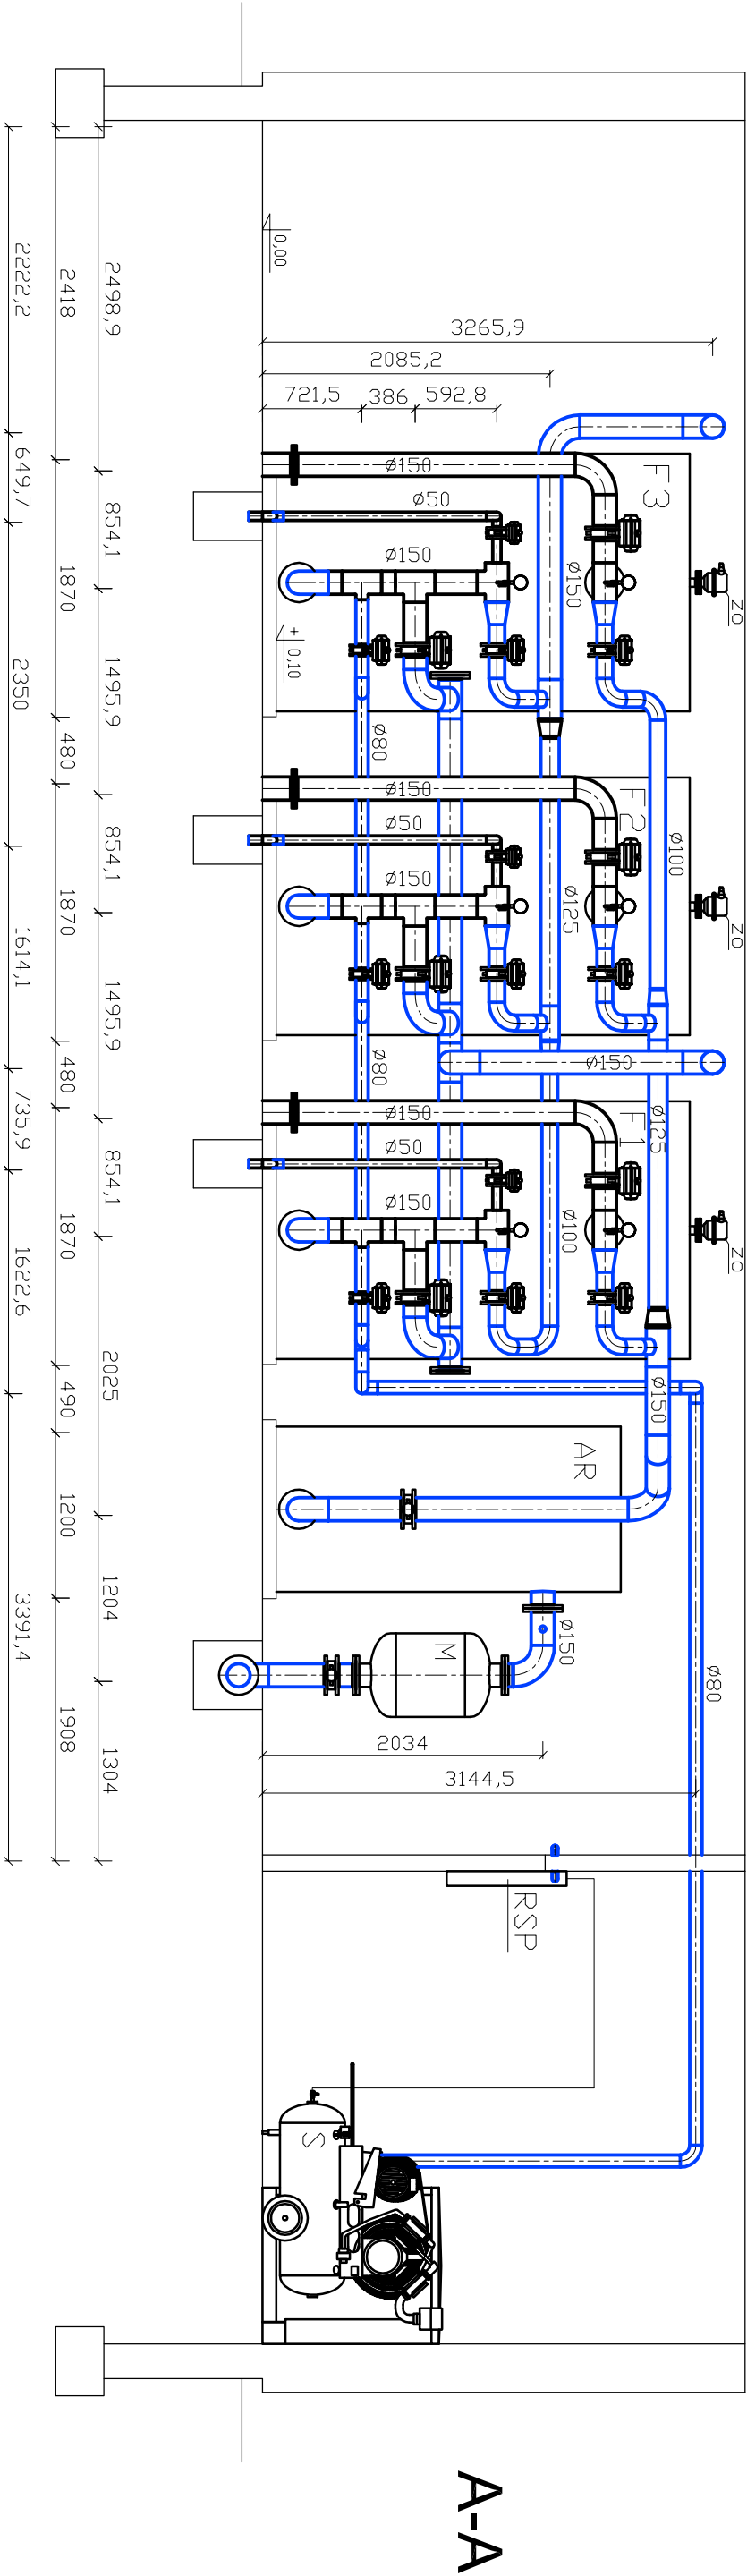 A-A
3265,9
2085,2
721,5
386
592,8
0,00
+
0,10
F3
F2
F1
ZO
ZO
ZO
Ø150
Ø50
Ø150
Ø150
Ø80
Ø100
Ø150
Ø50
Ø150
Ø125
Ø80
Ø150
Ø125
Ø150
Ø50
Ø150
Ø100
Ø150
AR
Ø150
M
2034
3144,5
Ø80
RSP
S
2498,9
854,1
1495,9
854,1
1495,9
854,1
2025
1204
1304
2418
1870
480
1870
480
1870
490
1200
1908
2222,2
649,7
2350
1614,1
735,9
1622,6
3391,4